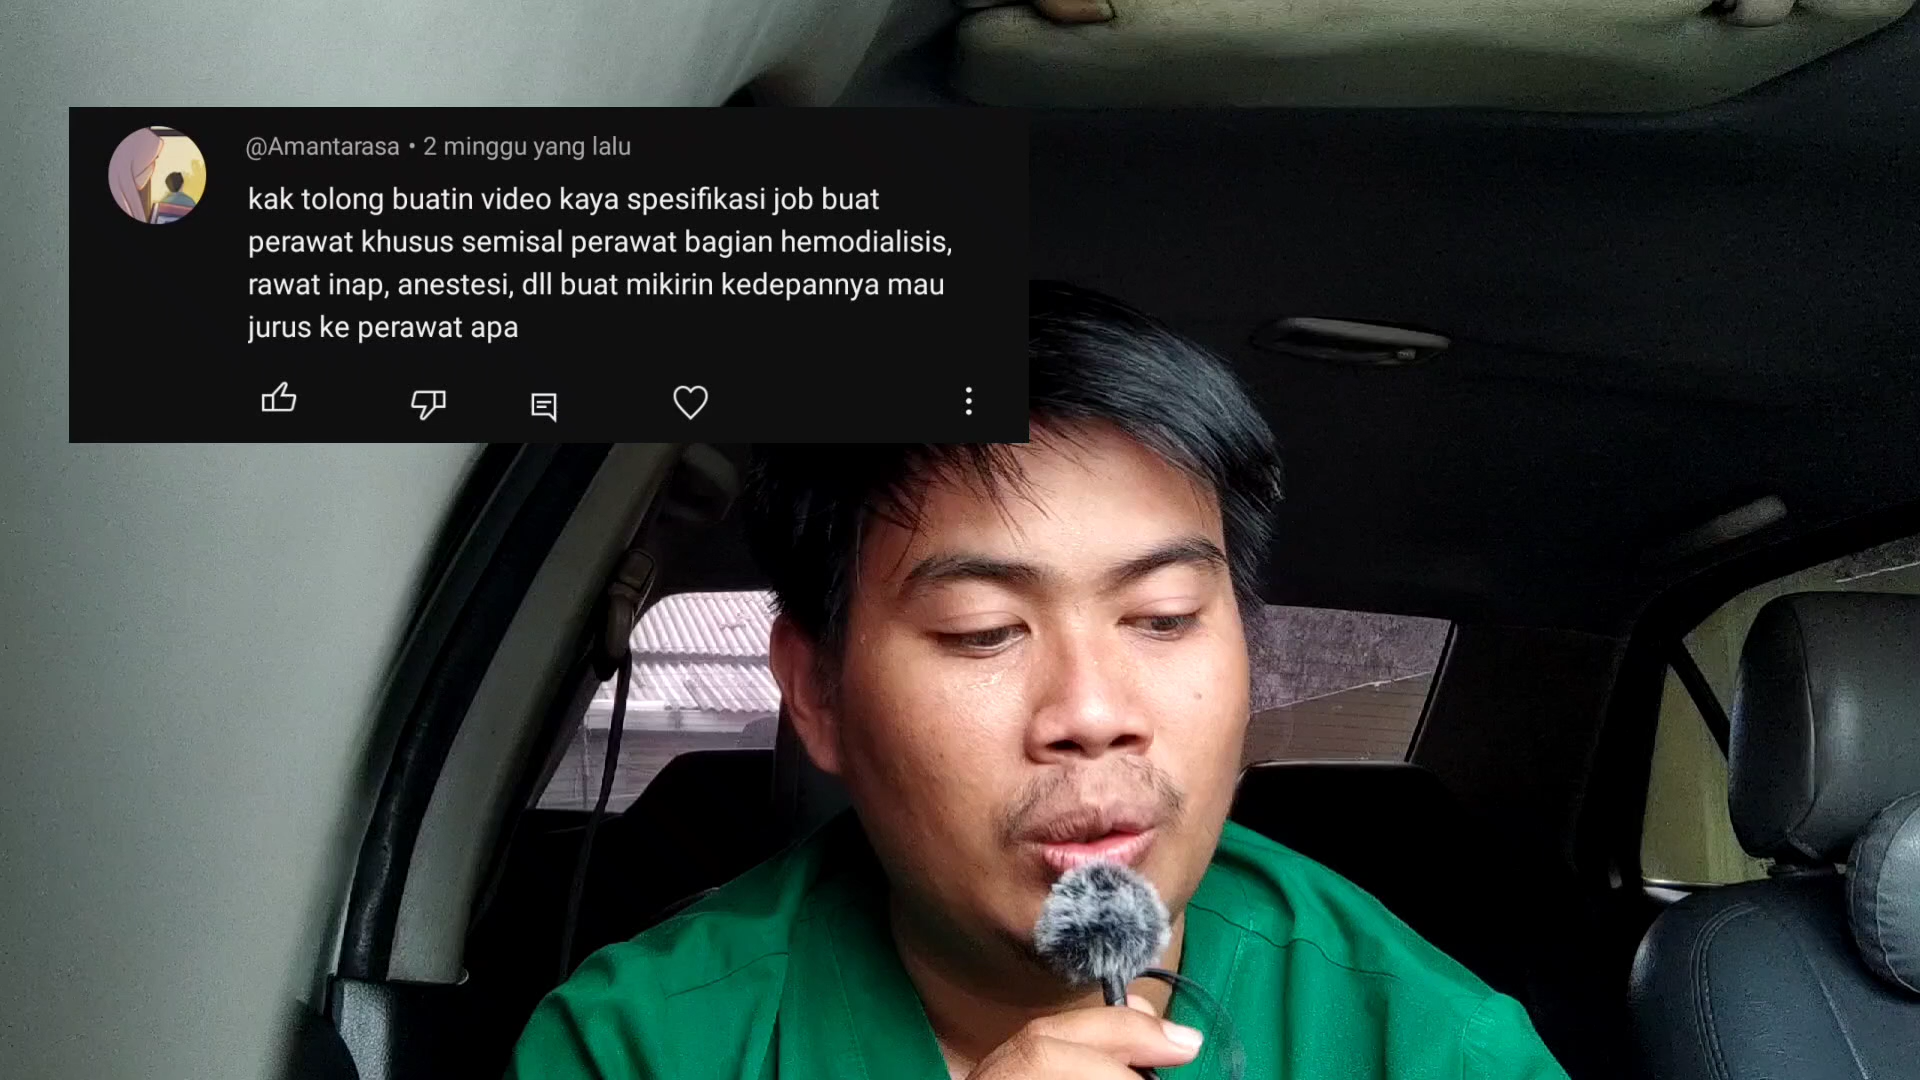 @Amantarasa • 2 minggu yang lalu
kak tolong buatin video kaya spesifikasi job buat
perawat khusus semisal perawat bagian hemodialisis,
rawat inap, anestesi, dll buat mikirin kedepannya mau
jurus ke perawat apa